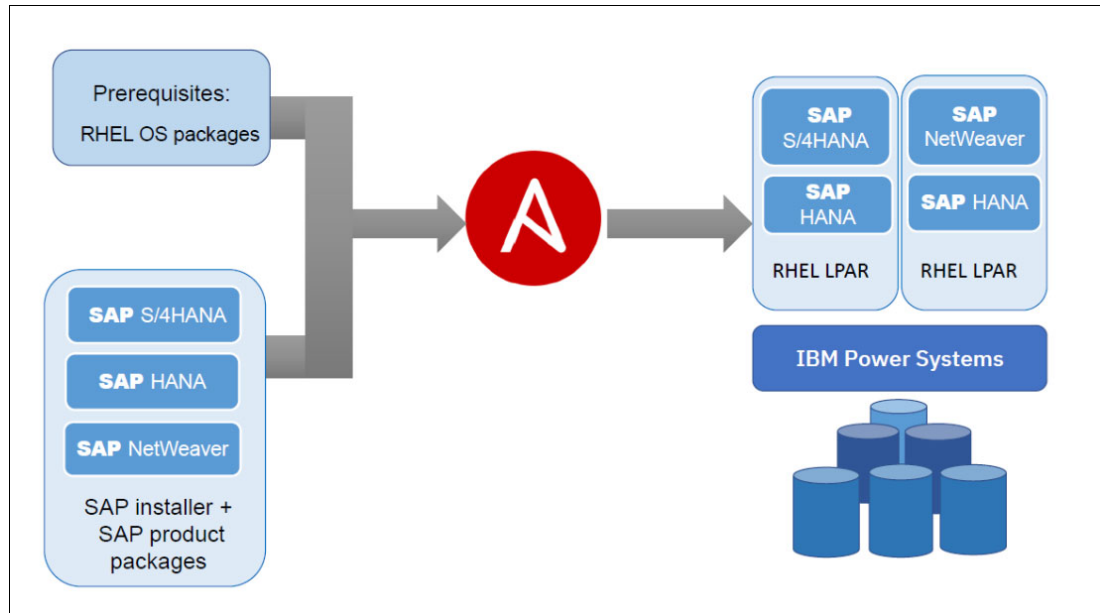 Prerequisites:
RHEL OS packages
SAP S/4HANA
SAP HANA
SAP NetWeaver
SAP installer +
SAP product
packages
SAP
S/4HANA
SAP
HANA
RHEL LPAR
SAP
NetWeaver
SAP HANA
RHEL LPAR
IBM Power Systems